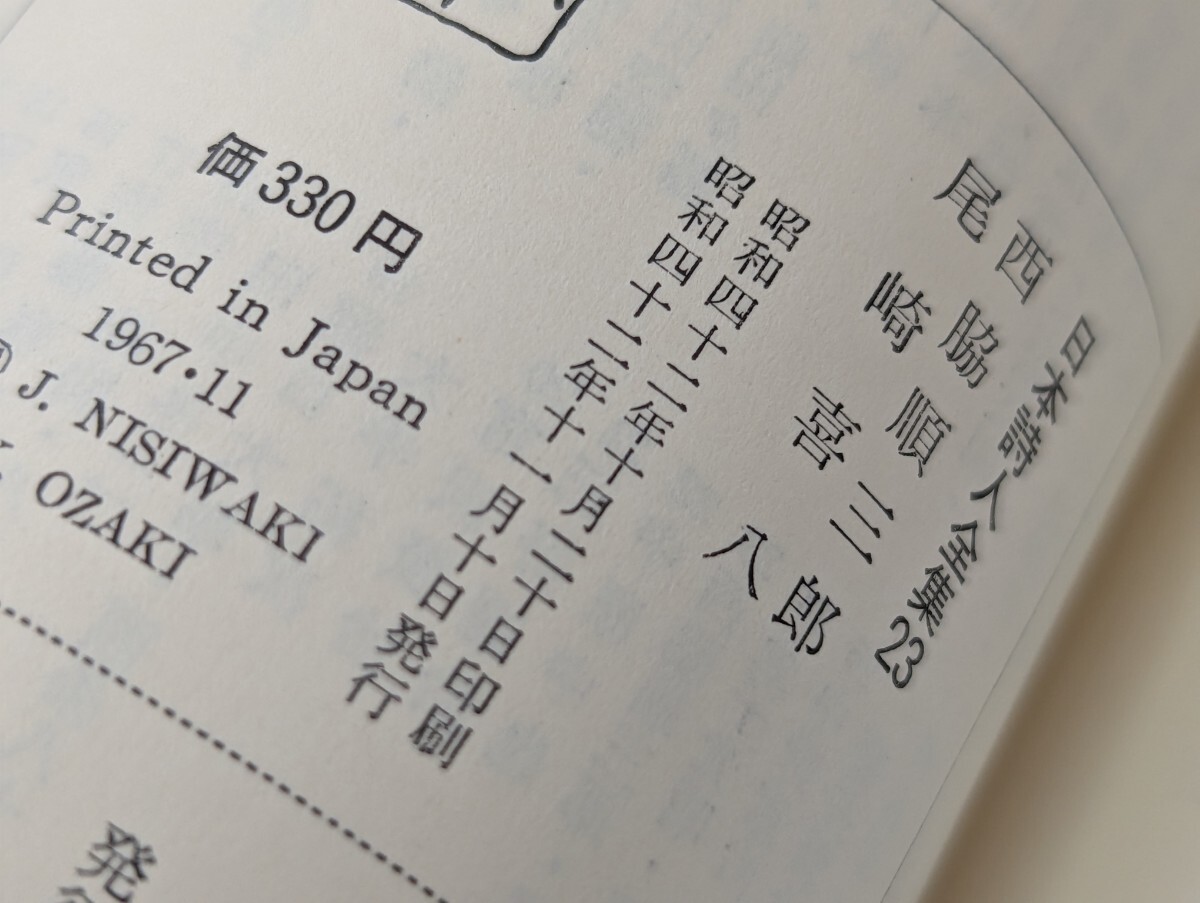 日本詩人全集23
西脇順三郎
尾崎喜八
昭和四十二年十月二十日印刷
昭和四十二年十一月十日発行
価330円
Printed in Japan
1967・11
J. NISIWAKI
OZAKI
発